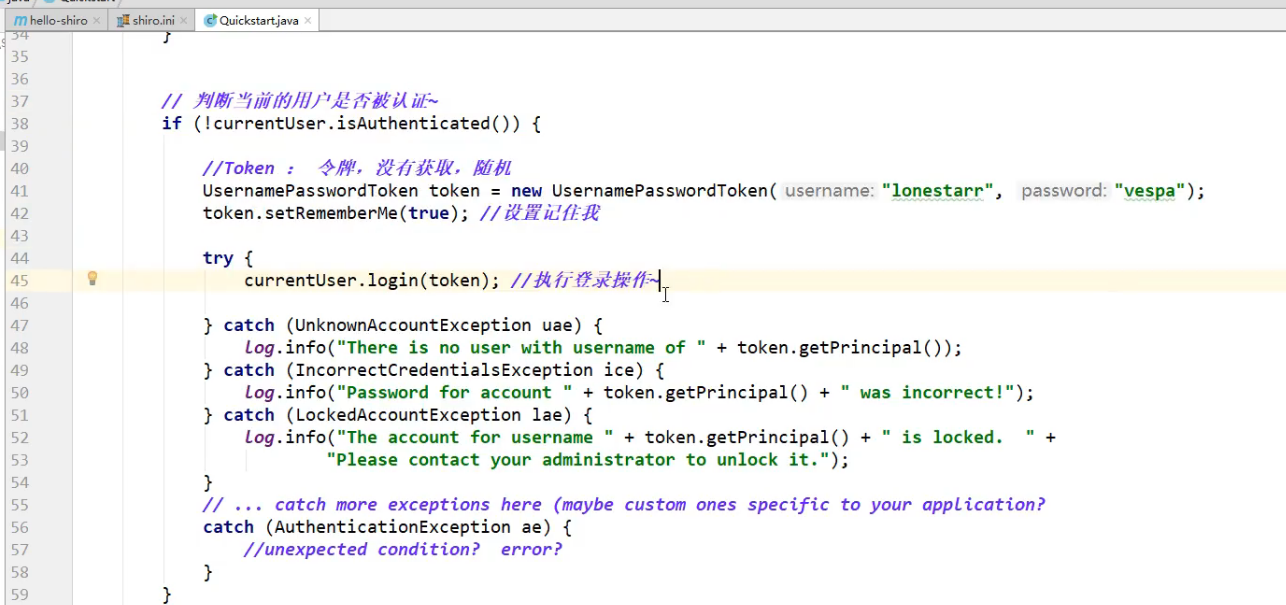 hello-shiro shiro.ini Quickstart.java
34 }
35
36
37 // 判断当前的用户是否被认证~
38 if (!currentUser.isAuthenticated()) {
39
40 //Token : 令牌，没有获取，随机
41 UsernamePasswordToken token = new UsernamePasswordToken( username: "lonestarr", password: "vespa");
42 token.setRememberMe(true); //设置记住我
43
44 try {
45 currentUser.login(token); //执行登录操作~
46
47 } catch (UnknownAccountException uae) {
48 log.info("There is no user with username of " + token.getPrincipal());
49 } catch (IncorrectCredentialsException ice) {
50 log.info("Password for account " + token.getPrincipal() + " was incorrect!");
51 } catch (LockedAccountException lae) {
52 log.info("The account for username " + token.getPrincipal() + " is locked.  " +
53 "Please contact your administrator to unlock it.");
54 }
55 // ... catch more exceptions here (maybe custom ones specific to your application?
56 catch (AuthenticationException ae) {
57 //unexpected condition?  error?
58 }
59 }